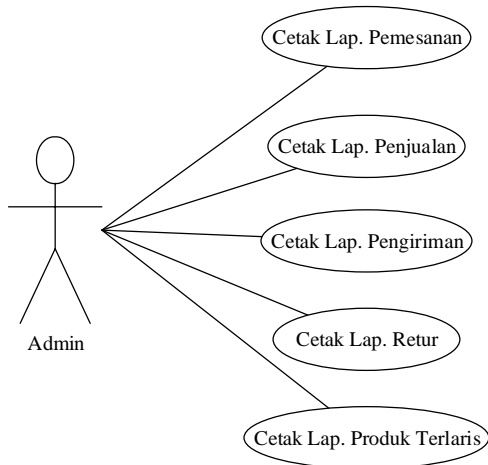 Cetak Lap. Pemesanan
Cetak Lap. Penjualan
Cetak Lap. Pengiriman
Cetak Lap. Retur
Cetak Lap. Produk Terlaris
Admin